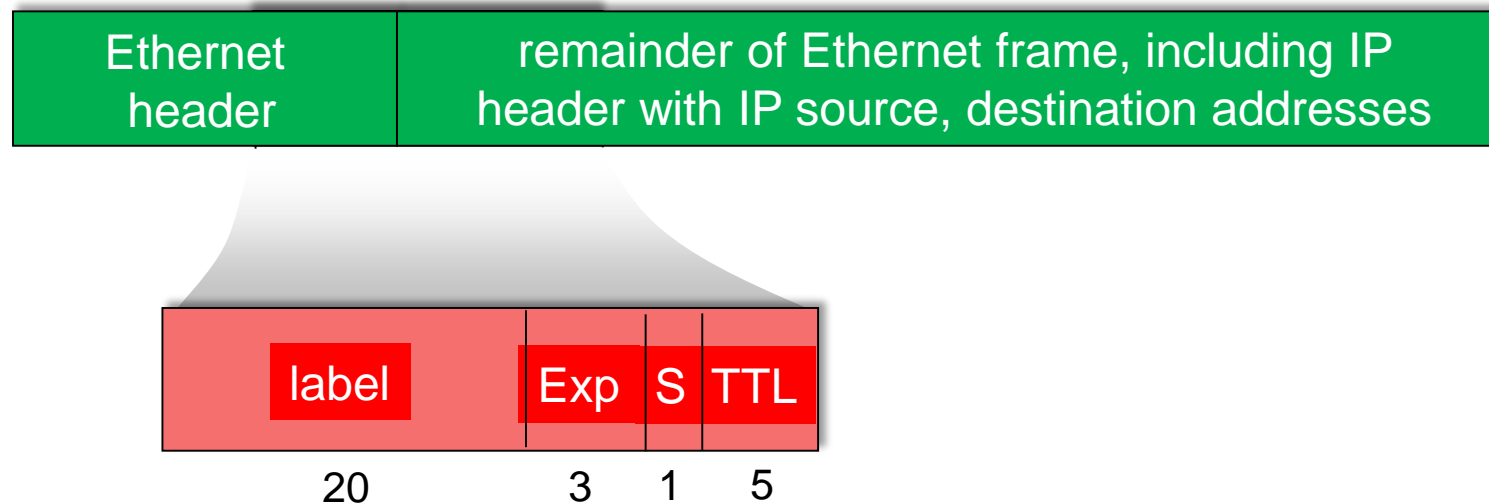 Ethernet
header
remainder of Ethernet frame, including IP
header with IP source, destination addresses
label
Exp
S
TTL
20
3
1
5